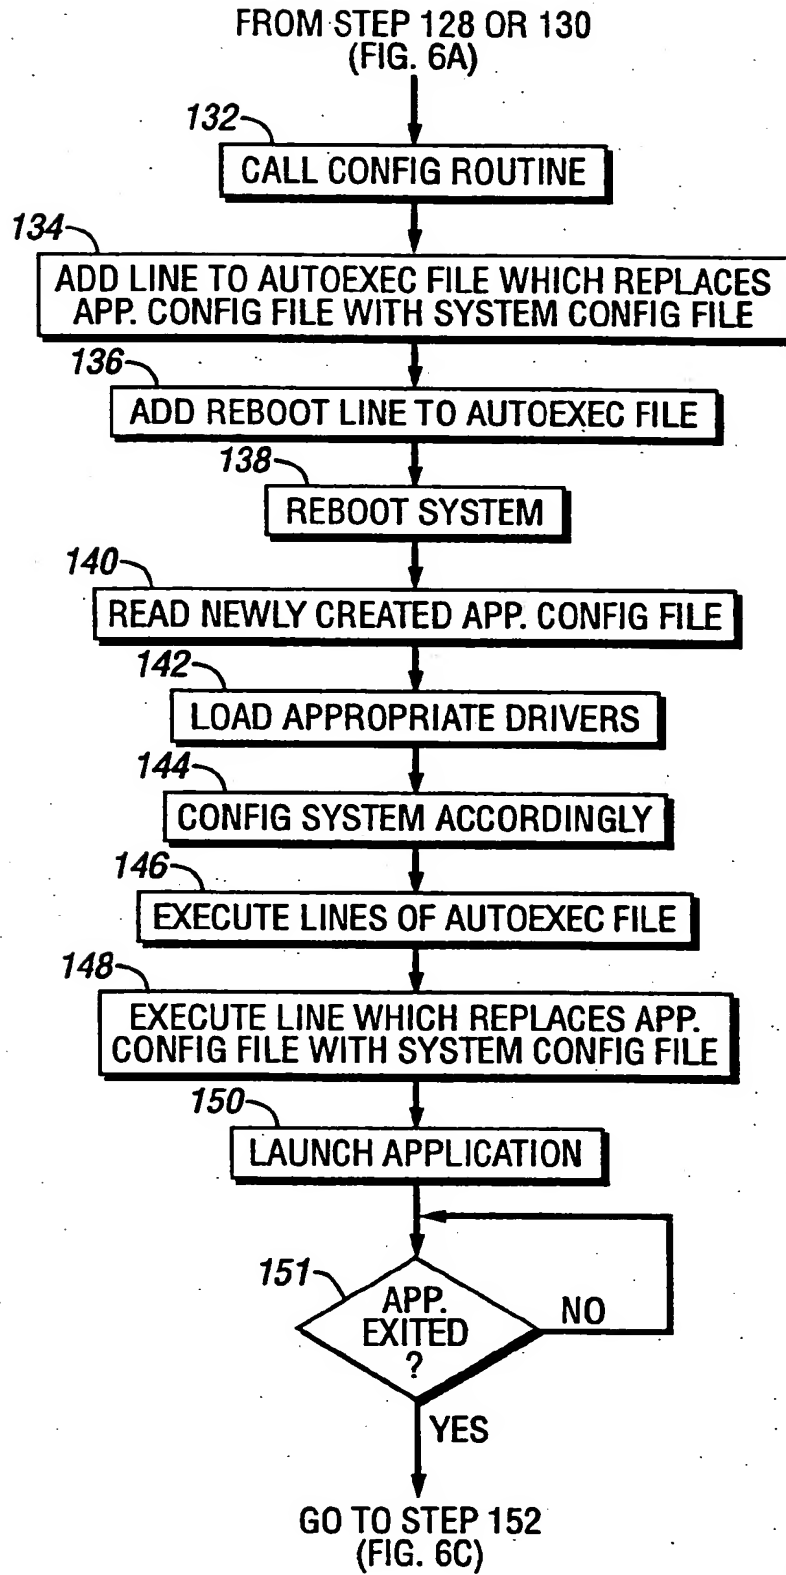 FROM STEP 128 OR 130
(FIG. 6A)
132
CALL CONFIG ROUTINE
134
ADD LINE TO AUTOEXEC FILE WHICH REPLACES
APP. CONFIG FILE WITH SYSTEM CONFIG FILE
136
ADD REBOOT LINE TO AUTOEXEC FILE
138
REBOOT SYSTEM
140
READ NEWLY CREATED APP. CONFIG FILE
142
LOAD APPROPRIATE DRIVERS
144
CONFIG SYSTEM ACCORDINGLY
146
EXECUTE LINES OF AUTOEXEC FILE
148
EXECUTE LINE WHICH REPLACES APP.
CONFIG FILE WITH SYSTEM CONFIG FILE
150
LAUNCH APPLICATION
151
APP.
EXITED
?
NO
YES
GO TO STEP 152
(FIG. 6C)